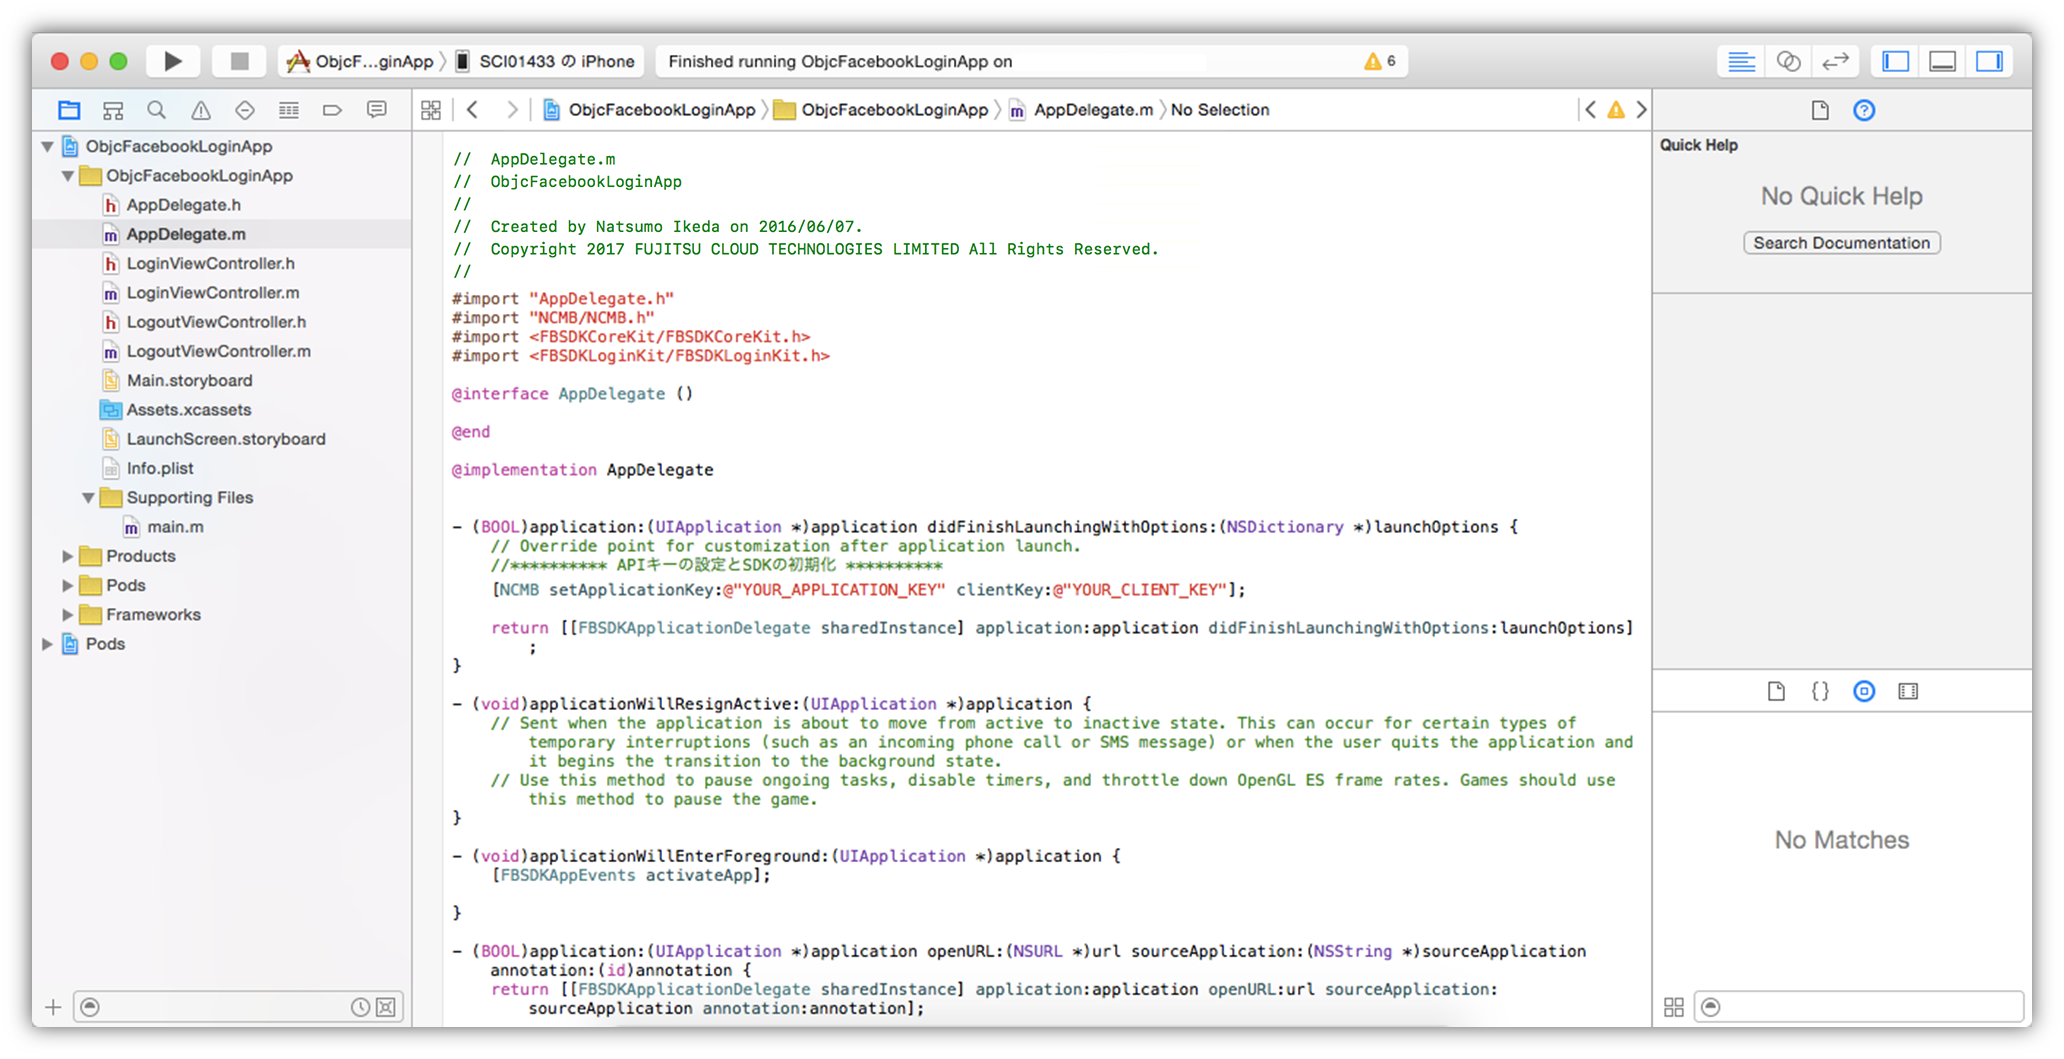 ObjcF...ginApp 〉 SCI01433 の iPhone
Finished running ObjcFacebookLoginApp on
6
ObjcFacebookLoginApp 〉 ObjcFacebookLoginApp 〉 AppDelegate.m 〉 No Selection
ObjcFacebookLoginApp
ObjcFacebookLoginApp
AppDelegate.h
AppDelegate.m
LoginViewController.h
LoginViewController.m
LogoutViewController.h
LogoutViewController.m
Main.storyboard
Assets.xcassets
LaunchScreen.storyboard
Info.plist
Supporting Files
main.m
Products
Pods
Frameworks
Pods
//  AppDelegate.m
//  ObjcFacebookLoginApp
//
//  Created by Natsumo Ikeda on 2016/06/07.
//  Copyright 2017 FUJITSU CLOUD TECHNOLOGIES LIMITED All Rights Reserved.
//
#import "AppDelegate.h"
#import "NCMB/NCMB.h"
#import <FBSDKCoreKit/FBSDKCoreKit.h>
#import <FBSDKLoginKit/FBSDKLoginKit.h>
@interface AppDelegate ()
@end
@implementation AppDelegate
- (BOOL)application:(UIApplication *)application didFinishLaunchingWithOptions:(NSDictionary *)launchOptions {
// Override point for customization after application launch.
//********** APIキーの設定とSDKの初期化 **********
[NCMB setApplicationKey:@"YOUR_APPLICATION_KEY" clientKey:@"YOUR_CLIENT_KEY"];
return [[FBSDKApplicationDelegate sharedInstance] application:application didFinishLaunchingWithOptions:launchOptions]
;
}
- (void)applicationWillResignActive:(UIApplication *)application {
// Sent when the application is about to move from active to inactive state. This can occur for certain types of
temporary interruptions (such as an incoming phone call or SMS message) or when the user quits the application and
it begins the transition to the background state.
// Use this method to pause ongoing tasks, disable timers, and throttle down OpenGL ES frame rates. Games should use
this method to pause the game.
}
- (void)applicationWillEnterForeground:(UIApplication *)application {
[FBSDKAppEvents activateApp];
}
- (BOOL)application:(UIApplication *)application openURL:(NSURL *)url sourceApplication:(NSString *)sourceApplication
annotation:(id)annotation {
return [[FBSDKApplicationDelegate sharedInstance] application:application openURL:url sourceApplication:
sourceApplication annotation:annotation];
Quick Help
No Quick Help
Search Documentation
No Matches